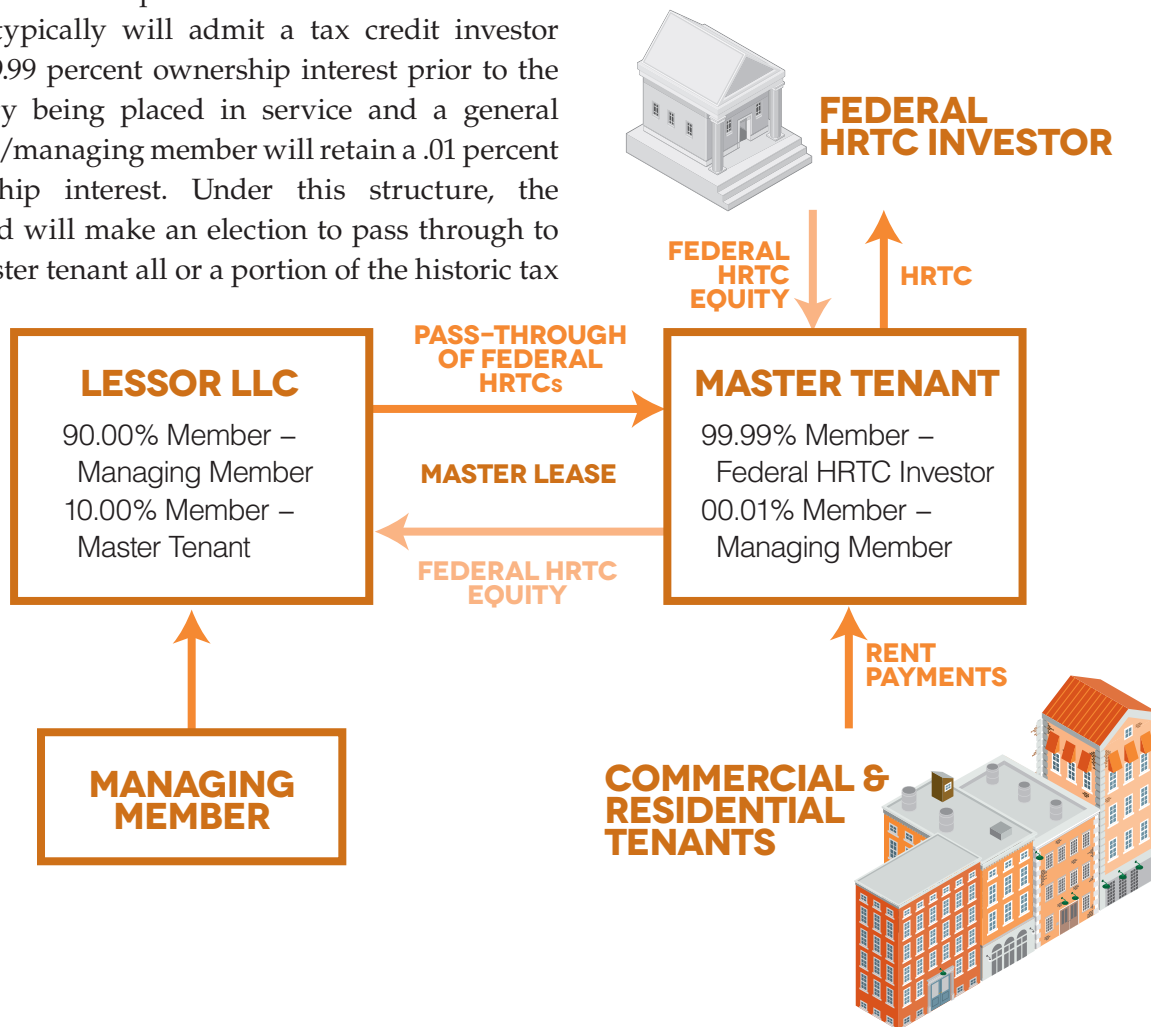 typically will admit a tax credit investor
.99 percent ownership interest prior to the
being placed in service and a general
/managing member will retain a .01 percent
interest. Under this structure, the
will make an election to pass through to
tenant all or a portion of the historic tax
FEDERAL
HRTC INVESTOR
FEDERAL
HRTC
EQUITY
HRTC
LESSOR LLC
90.00% Member –
Managing Member
10.00% Member –
Master Tenant
PASS-THROUGH
OF FEDERAL
HRTCs
MASTER LEASE
FEDERAL HRTC
EQUITY
MASTER TENANT
99.99% Member –
Federal HRTC Investor
00.01% Member –
Managing Member
RENT
PAYMENTS
MANAGING
MEMBER
COMMERCIAL &
RESIDENTIAL
TENANTS